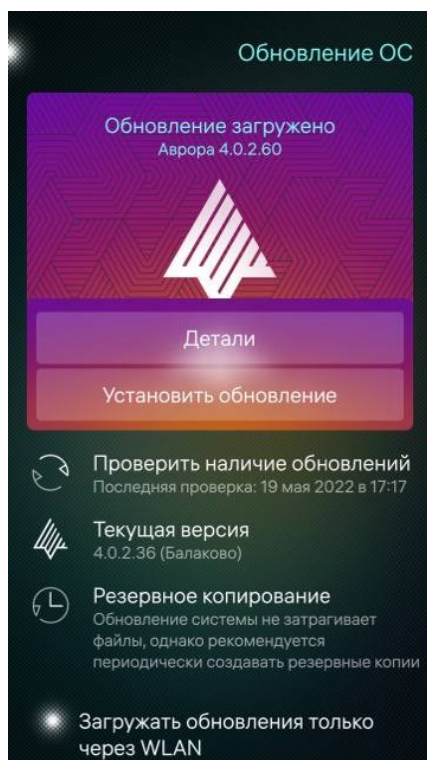 Обновление ОС
Обновление загружено
Аврора 4.0.2.60
Детали
Установить обновление
Проверить наличие обновлений
Последняя проверка: 19 мая 2022 в 17:17
Текущая версия
4.0.2.36 (Балаково)
Резервное копирование
Обновление системы не затрагивает
файлы, однако рекомендуется
периодически создавать резервные копии
Загружать обновления только
через WLAN